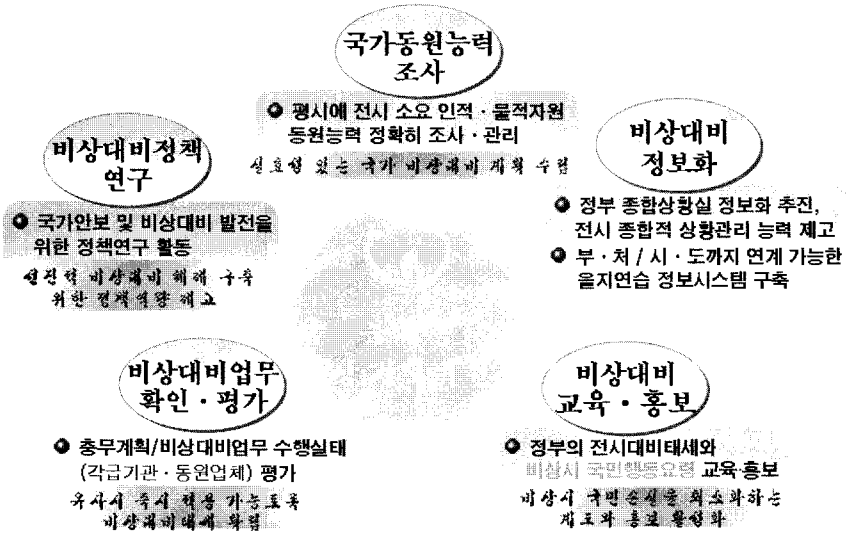 국가동원능력
조사
평시에 전시 소요 인적 · 물적자원
동원능력 정확히 조사 · 관리
실효성 있는 국가 비상대비 계획 수립
비상대비정책
연구
국가안보 및 비상대비 발전을
위한 정책연구 활동
선진적 비상대비 구축
위한 정책역량 제고
비상대비
정보화
정부 종합상황실 정보화 추진,
전시 종합적 상황관리 능력 제고
부 · 처 / 시 · 도까지 연계 가능한
을지연습 정보시스템 구축
비상대비업무
확인 · 평가
충무계획/비상대비업무 수행실태
(각급기관 · 동원업체) 평가
유사시 즉시 적용 가능토록
비상대비태세 확립
비상대비
교육 · 홍보
정부의 전시대비태세와
비상시 국민행동요령 교육·홍보
비상시 국민손실을 최소화하는
지도와 홍보 활성화